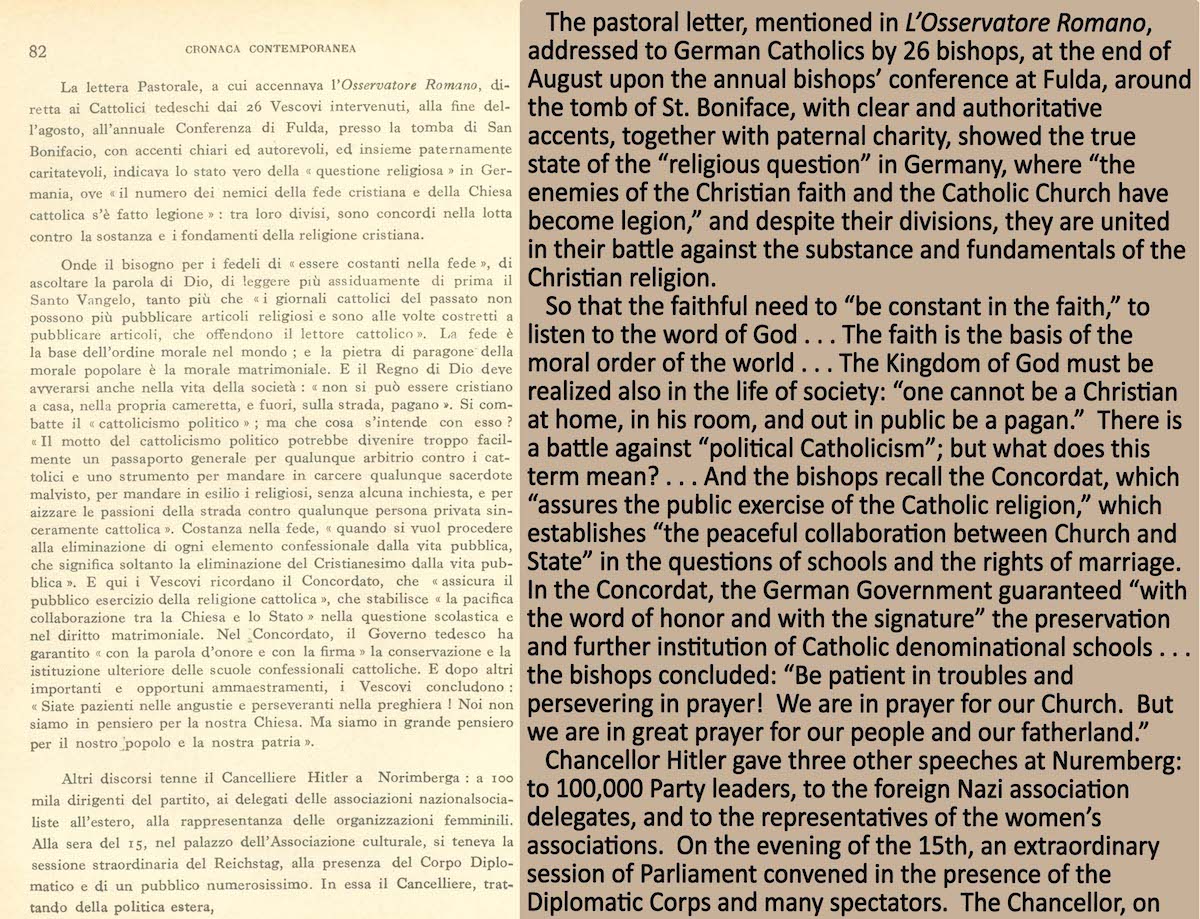 82
CRONACA CONTEMPORANEA
La lettera Pastorale, a cui accennava l'Osservatore Romano, di-
retta ai Cattolici tedeschi dai 26 Vescovi intervenuti, alla fine del-
l'agosto, all'annuale Conferenza di Fulda, presso la tomba di San
Bonifacio, con accenti chiari ed autorevoli, ed insieme paternamente
caritatevoli, indicava lo stato vero della « questione religiosa » in Ger-
mania, ove « il numero dei nemici della fede cristiana e della Chiesa
cattolica s'è fatto legione » : tra loro divisi, sono concordi nella lotta
contro la sostanza e i fondamenti della religione cristiana.
Onde il bisogno per i fedeli di « essere costanti nella fede », di
ascoltare la parola di Dio, di leggere più assiduamente di prima il
Santo Vangelo, tanto più che « i giornali cattolici del passato non
possono più pubblicare articoli religiosi e sono alle volte costretti a
pubblicare articoli, che offendono il lettore cattolico ». La fede è
la base dell'ordine morale nel mondo ; e la pietra di paragone della
morale popolare è la morale matrimoniale. E il Regno di Dio deve
avverarsi anche nella vita della società : « non si può essere cristiano
a casa, nella propria cameretta, e fuori, sulla strada, pagano ». Si com-
batte il « cattolicismo politico » ; ma che cosa s'intende con esso ?
« Il motto del cattolicismo politico potrebbe divenire troppo facil-
mente un passaporto generale per qualunque arbitrio contro i cat-
tolici e uno strumento per mandare in carcere qualunque sacerdote
malvisto, per mandare in esilio i religiosi, senza alcuna inchiesta, e per
aizzare le passioni della strada contro qualunque persona privata sin-
ceramente cattolica ». Costanza nella fede, « quando si vuol procedere
alla eliminazione di ogni elemento confessionale dalla vita pubblica,
che significa soltanto la eliminazione del Cristianesimo dalla vita pub-
blica ». E qui i Vescovi ricordano il Concordato, che « assicura il
pubblico esercizio della religione cattolica », che stabilisce « la pacifica
collaborazione tra la Chiesa e lo Stato » nella questione scolastica e
nel diritto matrimoniale. Nel Concordato, il Governo tedesco ha
garantito « con la parola d'onore e con la firma » la conservazione e la
istituzione ulteriore delle scuole confessionali cattoliche. E dopo altri
importanti e opportuni ammaestramenti, i Vescovi concludono :
« Siate pazienti nelle angustie e perseveranti nella preghiera ! Noi non
siamo in pensiero per la nostra Chiesa. Ma siamo in grande pensiero
per il nostro popolo e la nostra patria ».
Altri discorsi tenne il Cancelliere Hitler a Norimberga : a 100
mila dirigenti del partito, ai delegati delle associazioni nazionalsocia-
liste all'estero, alla rappresentanza delle organizzazioni femminili.
Alla sera del 15, nel palazzo dell'Associazione culturale, si teneva la
sessione straordinaria del Reichstag, alla presenza del Corpo Diplo-
matico e di un pubblico numerosissimo. In essa il Cancelliere, trat-
tando della politica estera,
The pastoral letter, mentioned in L'Osservatore Romano,
addressed to German Catholics by 26 bishops, at the end of
August upon the annual bishops' conference at Fulda, around
the tomb of St. Boniface, with clear and authoritative
accents, together with paternal charity, showed the true
state of the “religious question” in Germany, where “the
enemies of the Christian faith and the Catholic Church have
become legion,” and despite their divisions, they are united
in their battle against the substance and fundamentals of the
Christian religion.
So that the faithful need to “be constant in the faith,” to
listen to the word of God . . . The faith is the basis of the
moral order of the world . . . The Kingdom of God must be
realized also in the life of society: “one cannot be a Christian
at home, in his room, and out in public be a pagan.” There is
a battle against “political Catholicism”; but what does this
term mean? . . . And the bishops recall the Concordat, which
“assures the public exercise of the Catholic religion,” which
establishes “the peaceful collaboration between Church and
State” in the questions of schools and the rights of marriage.
In the Concordat, the German Government guaranteed “with
the word of honor and with the signature” the preservation
and further institution of Catholic denominational schools . . .
the bishops concluded: “Be patient in troubles and
persevering in prayer! We are in prayer for our Church. But
we are in great prayer for our people and our fatherland.”
Chancellor Hitler gave three other speeches at Nuremberg:
to 100,000 Party leaders, to the foreign Nazi association
delegates, and to the representatives of the women's
associations. On the evening of the 15th, an extraordinary
session of Parliament convened in the presence of the
Diplomatic Corps and many spectators. The Chancellor, on